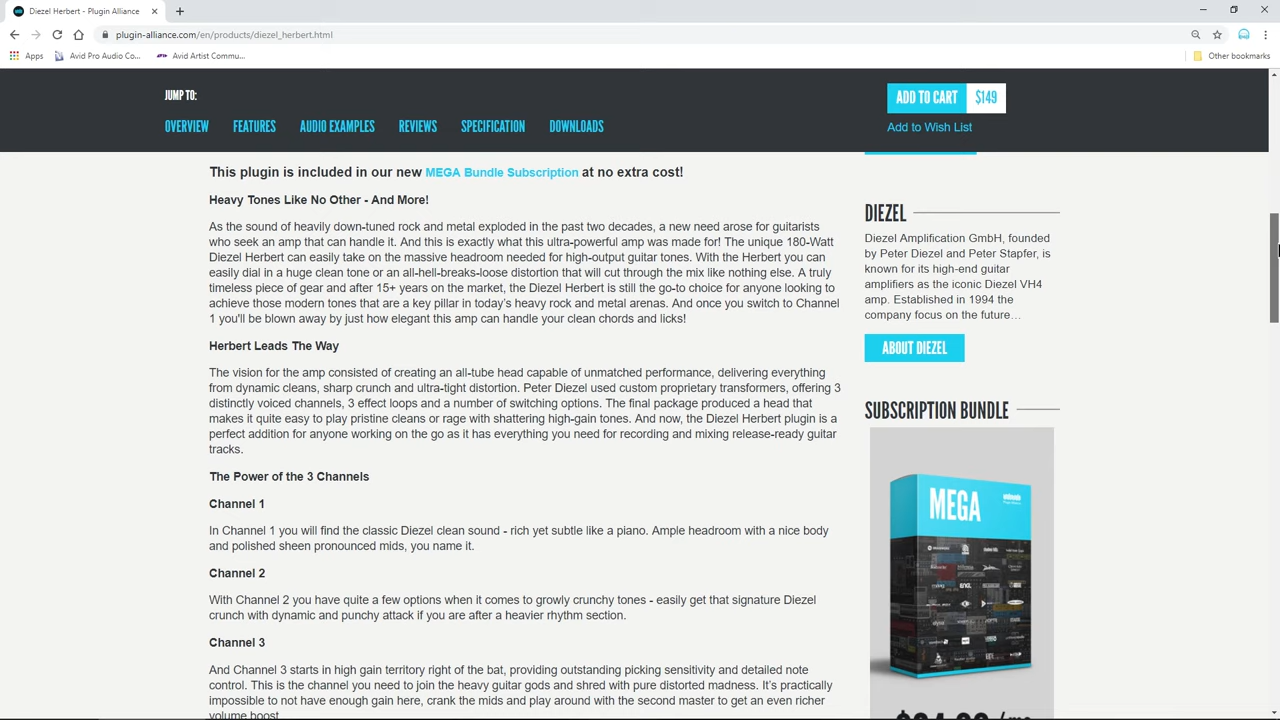 Diezel Herbert - Plugin Alliance
plugin-alliance.com/en/products/diezel_herbert.html
Apps
Avid Pro Audio Co...
Avid Artist Commu...
Other bookmarks
JUMP TO:
OVERVIEW
FEATURES
AUDIO EXAMPLES
REVIEWS
SPECIFICATION
DOWNLOADS
ADD TO CART
$149
Add to Wish List
This plugin is included in our new MEGA Bundle Subscription at no extra cost!
Heavy Tones Like No Other - And More!
As the sound of heavily down-tuned rock and metal exploded in the past two decades, a new need arose for guitarists
who seek an amp that can handle it. And this is exactly what this ultra-powerful amp was made for! The unique 180-Watt
Diezel Herbert can easily take on the massive headroom needed for high-output guitar tones. With the Herbert you can
easily dial in a huge clean tone or an all-hell-breaks-loose distortion that will cut through the mix like nothing else. A truly
timeless piece of gear and after 15+ years on the market, the Diezel Herbert is still the go-to choice for anyone looking to
achieve those modern tones that are a key pillar in today's heavy rock and metal arenas. And once you switch to Channel
1 you'll be blown away by just how elegant this amp can handle your clean chords and licks!
Herbert Leads The Way
The vision for the amp consisted of creating an all-tube head capable of unmatched performance, delivering everything
from dynamic cleans, sharp crunch and ultra-tight distortion. Peter Diezel used custom proprietary transformers, offering 3
distinctly voiced channels, 3 effect loops and a number of switching options. The final package produced a head that
makes it quite easy to play pristine cleans or rage with shattering high-gain tones. And now, the Diezel Herbert plugin is a
perfect addition for anyone working on the go as it has everything you need for recording and mixing release-ready guitar
tracks.
The Power of the 3 Channels
Channel 1
In Channel 1 you will find the classic Diezel clean sound - rich yet subtle like a piano. Ample headroom with a nice body
and polished sheen pronounced mids, you name it.
Channel 2
With Channel 2 you have quite a few options when it comes to growly crunchy tones - easily get that signature Diezel
crunch with dynamic and punchy attack if you are after a heavier rhythm section.
Channel 3
And Channel 3 starts in high gain territory right of the bat, providing outstanding picking sensitivity and detailed note
control. This is the channel you need to join the heavy guitar gods and shred with pure distorted madness. It's practically
impossible to not have enough gain here, crank the mids and play around with the second master to get an even richer
volume boost.
DIEZEL
Diezel Amplification GmbH, founded
by Peter Diezel and Peter Stapfer, is
known for its high-end guitar
amplifiers as the iconic Diezel VH4
amp. Established in 1994 the
company focus on the future…
ABOUT DIEZEL
SUBSCRIPTION BUNDLE
MEGA